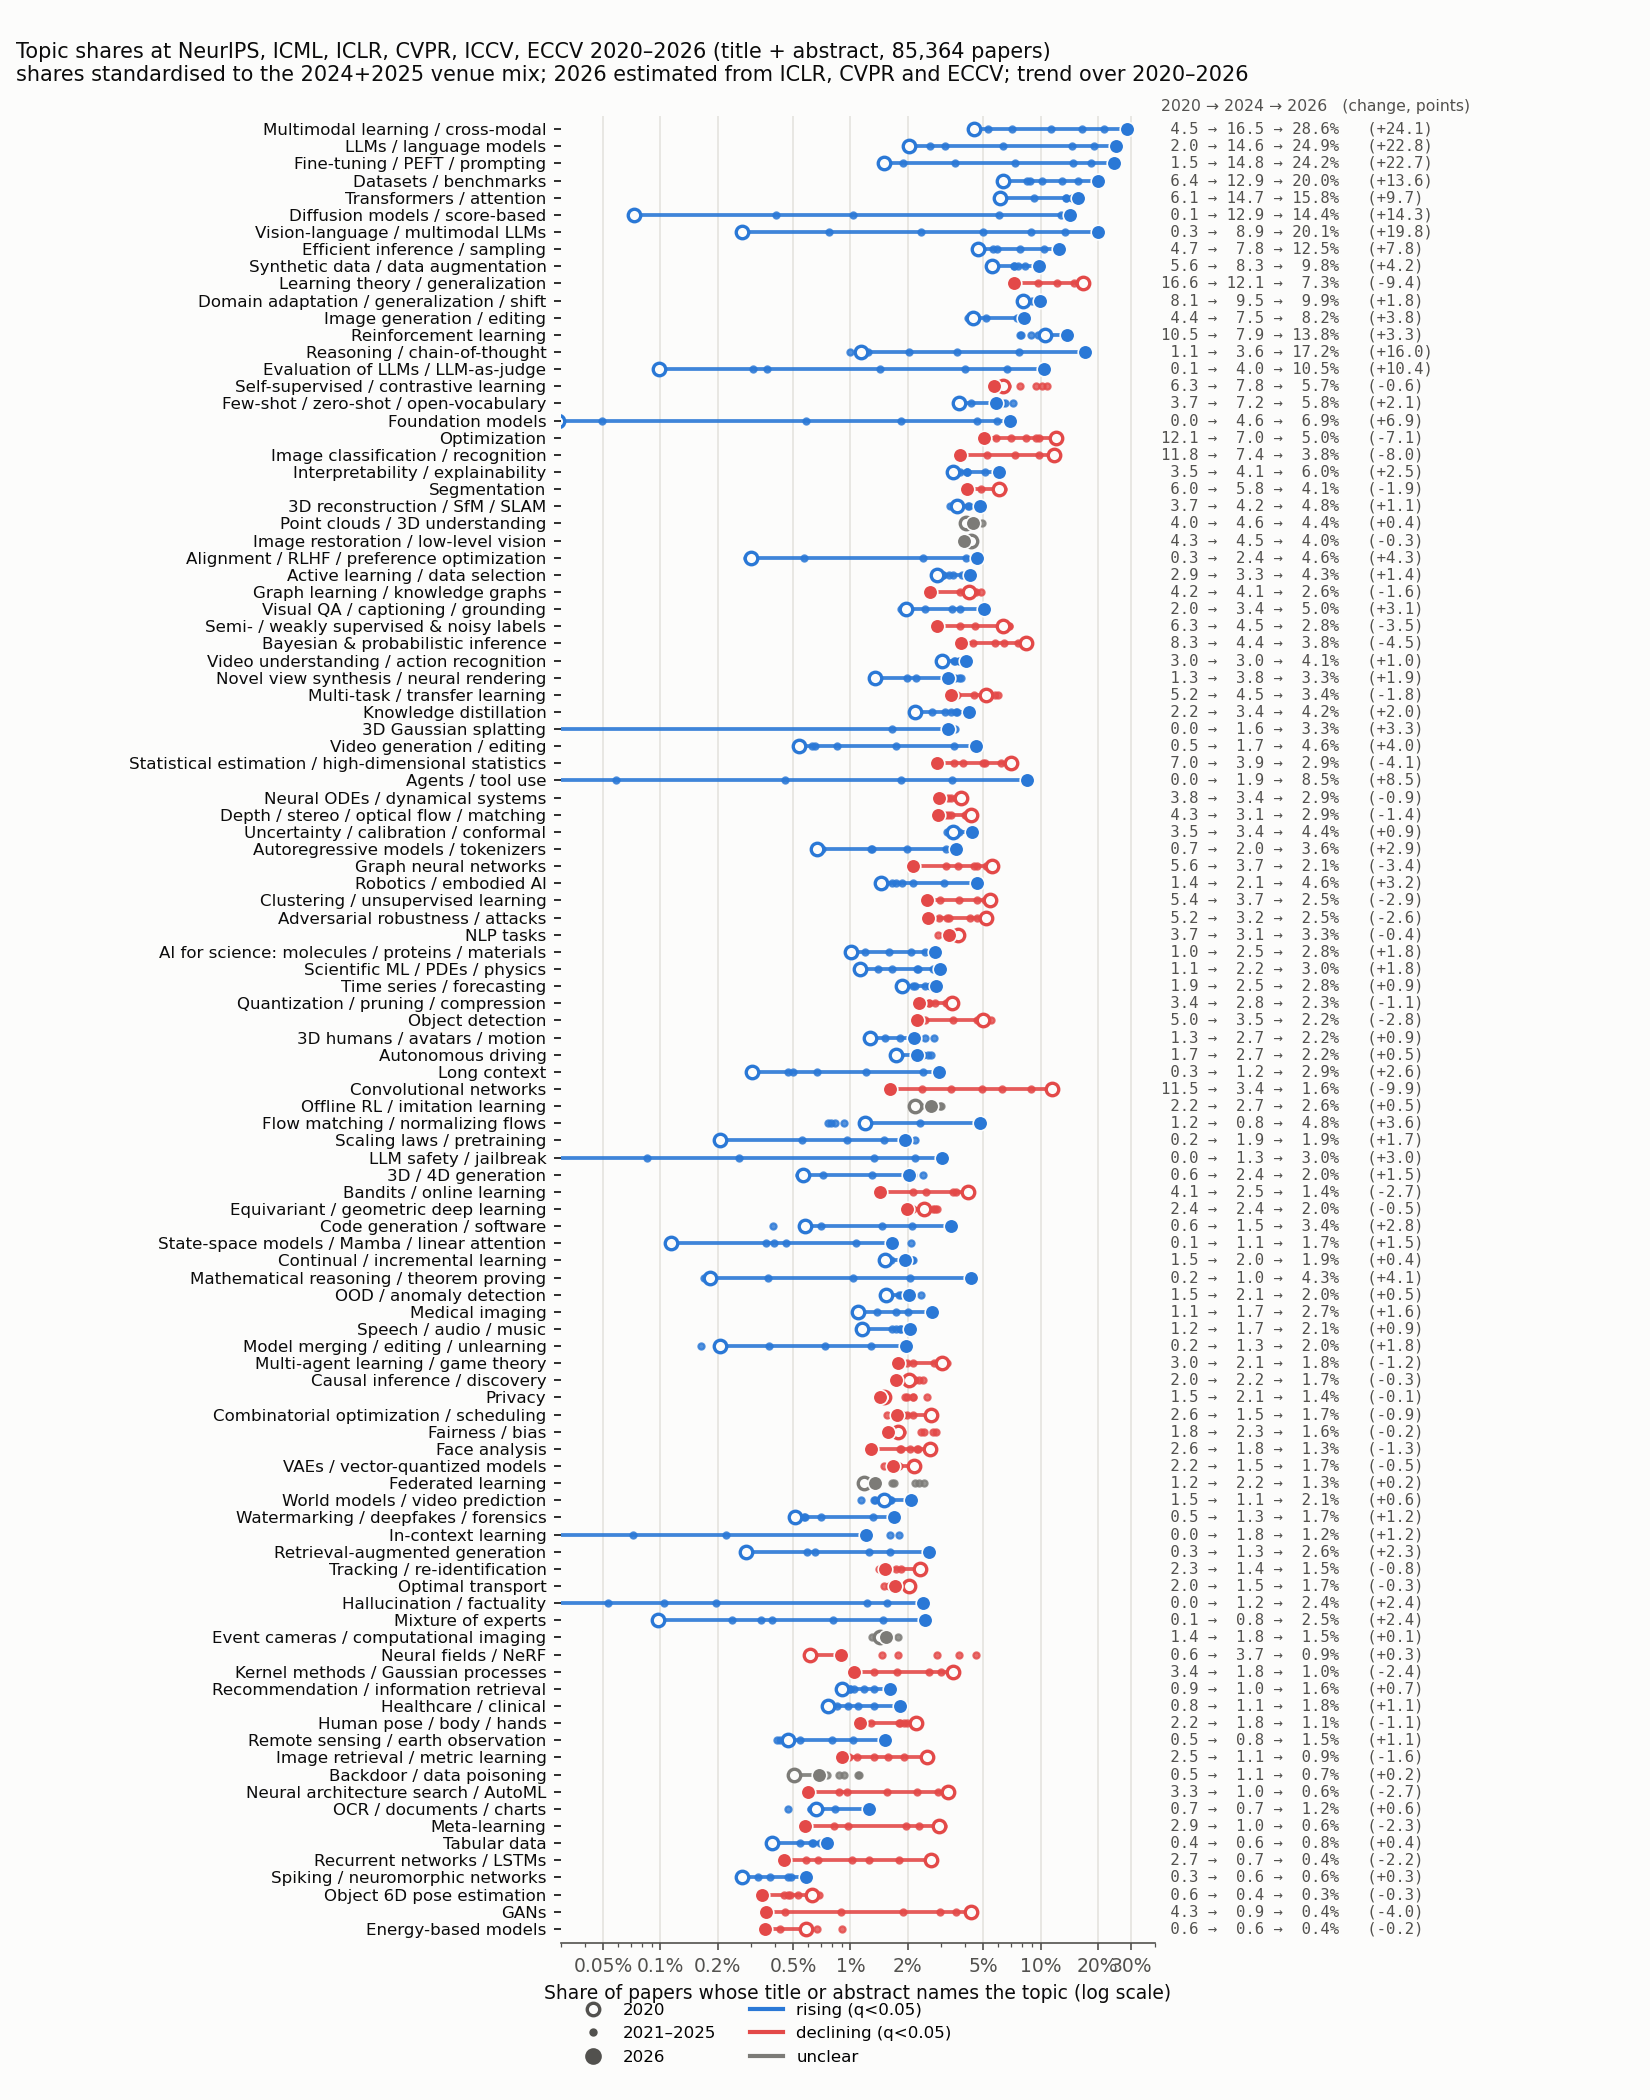 Topic shares at NeurIPS, ICML, ICLR, CVPR, ICCV, ECCV 2020–2026 (title + abstract, 85,364 papers)
shares standardised to the 2024+2025 venue mix; 2026 estimated from ICLR, CVPR and ECCV; trend over 2020–2026
2020 → 2024 → 2026 (change, points)
Multimodal learning / cross-modal 4.5 → 16.5 → 28.6% (+24.1)
LLMs / language models 2.0 → 14.6 → 24.9% (+22.8)
Fine-tuning / PEFT / prompting 1.5 → 14.8 → 24.2% (+22.7)
Datasets / benchmarks 6.4 → 12.9 → 20.0% (+13.6)
Transformers / attention 6.1 → 14.7 → 15.8% (+9.7)
Diffusion models / score-based 0.1 → 12.9 → 14.4% (+14.3)
Vision-language / multimodal LLMs 0.3 → 8.9 → 20.1% (+19.8)
Efficient inference / sampling 4.7 → 7.8 → 12.5% (+7.8)
Synthetic data / data augmentation 5.6 → 8.3 → 9.8% (+4.2)
Learning theory / generalization 16.6 → 12.1 → 7.3% (-9.4)
Domain adaptation / generalization / shift 8.1 → 9.5 → 9.9% (+1.8)
Image generation / editing 4.4 → 7.5 → 8.2% (+3.8)
Reinforcement learning 10.5 → 7.9 → 13.8% (+3.3)
Reasoning / chain-of-thought 1.1 → 3.6 → 17.2% (+16.0)
Evaluation of LLMs / LLM-as-judge 0.1 → 4.0 → 10.5% (+10.4)
Self-supervised / contrastive learning 6.3 → 7.8 → 5.7% (-0.6)
Few-shot / zero-shot / open-vocabulary 3.7 → 7.2 → 5.8% (+2.1)
Foundation models 0.0 → 4.6 → 6.9% (+6.9)
Optimization 12.1 → 7.0 → 5.0% (-7.1)
Image classification / recognition 11.8 → 7.4 → 3.8% (-8.0)
Interpretability / explainability 3.5 → 4.1 → 6.0% (+2.5)
Segmentation 6.0 → 5.8 → 4.1% (-1.9)
3D reconstruction / SfM / SLAM 3.7 → 4.2 → 4.8% (+1.1)
Point clouds / 3D understanding 4.0 → 4.6 → 4.4% (+0.4)
Image restoration / low-level vision 4.3 → 4.5 → 4.0% (-0.3)
Alignment / RLHF / preference optimization 0.3 → 2.4 → 4.6% (+4.3)
Active learning / data selection 2.9 → 3.3 → 4.3% (+1.4)
Graph learning / knowledge graphs 4.2 → 4.1 → 2.6% (-1.6)
Visual QA / captioning / grounding 2.0 → 3.4 → 5.0% (+3.1)
Semi- / weakly supervised & noisy labels 6.3 → 4.5 → 2.8% (-3.5)
Bayesian & probabilistic inference 8.3 → 4.4 → 3.8% (-4.5)
Video understanding / action recognition 3.0 → 3.0 → 4.1% (+1.0)
Novel view synthesis / neural rendering 1.3 → 3.8 → 3.3% (+1.9)
Multi-task / transfer learning 5.2 → 4.5 → 3.4% (-1.8)
Knowledge distillation 2.2 → 3.4 → 4.2% (+2.0)
3D Gaussian splatting 0.0 → 1.6 → 3.3% (+3.3)
Video generation / editing 0.5 → 1.7 → 4.6% (+4.0)
Statistical estimation / high-dimensional statistics 7.0 → 3.9 → 2.9% (-4.1)
Agents / tool use 0.0 → 1.9 → 8.5% (+8.5)
Neural ODEs / dynamical systems 3.8 → 3.4 → 2.9% (-0.9)
Depth / stereo / optical flow / matching 4.3 → 3.1 → 2.9% (-1.4)
Uncertainty / calibration / conformal 3.5 → 3.4 → 4.4% (+0.9)
Autoregressive models / tokenizers 0.7 → 2.0 → 3.6% (+2.9)
Graph neural networks 5.6 → 3.7 → 2.1% (-3.4)
Robotics / embodied AI 1.4 → 2.1 → 4.6% (+3.2)
Clustering / unsupervised learning 5.4 → 3.7 → 2.5% (-2.9)
Adversarial robustness / attacks 5.2 → 3.2 → 2.5% (-2.6)
NLP tasks 3.7 → 3.1 → 3.3% (-0.4)
AI for science: molecules / proteins / materials 1.0 → 2.5 → 2.8% (+1.8)
Scientific ML / PDEs / physics 1.1 → 2.2 → 3.0% (+1.8)
Time series / forecasting 1.9 → 2.5 → 2.8% (+0.9)
Quantization / pruning / compression 3.4 → 2.8 → 2.3% (-1.1)
Object detection 5.0 → 3.5 → 2.2% (-2.8)
3D humans / avatars / motion 1.3 → 2.7 → 2.2% (+0.9)
Autonomous driving 1.7 → 2.7 → 2.2% (+0.5)
Long context 0.3 → 1.2 → 2.9% (+2.6)
Convolutional networks 11.5 → 3.4 → 1.6% (-9.9)
Offline RL / imitation learning 2.2 → 2.7 → 2.6% (+0.5)
Flow matching / normalizing flows 1.2 → 0.8 → 4.8% (+3.6)
Scaling laws / pretraining 0.2 → 1.9 → 1.9% (+1.7)
LLM safety / jailbreak 0.0 → 1.3 → 3.0% (+3.0)
3D / 4D generation 0.6 → 2.4 → 2.0% (+1.5)
Bandits / online learning 4.1 → 2.5 → 1.4% (-2.7)
Equivariant / geometric deep learning 2.4 → 2.4 → 2.0% (-0.5)
Code generation / software 0.6 → 1.5 → 3.4% (+2.8)
State-space models / Mamba / linear attention 0.1 → 1.1 → 1.7% (+1.5)
Continual / incremental learning 1.5 → 2.0 → 1.9% (+0.4)
Mathematical reasoning / theorem proving 0.2 → 1.0 → 4.3% (+4.1)
OOD / anomaly detection 1.5 → 2.1 → 2.0% (+0.5)
Medical imaging 1.1 → 1.7 → 2.7% (+1.6)
Speech / audio / music 1.2 → 1.7 → 2.1% (+0.9)
Model merging / editing / unlearning 0.2 → 1.3 → 2.0% (+1.8)
Multi-agent learning / game theory 3.0 → 2.1 → 1.8% (-1.2)
Causal inference / discovery 2.0 → 2.2 → 1.7% (-0.3)
Privacy 1.5 → 2.1 → 1.4% (-0.1)
Combinatorial optimization / scheduling 2.6 → 1.5 → 1.7% (-0.9)
Fairness / bias 1.8 → 2.3 → 1.6% (-0.2)
Face analysis 2.6 → 1.8 → 1.3% (-1.3)
VAEs / vector-quantized models 2.2 → 1.5 → 1.7% (-0.5)
Federated learning 1.2 → 2.2 → 1.3% (+0.2)
World models / video prediction 1.5 → 1.1 → 2.1% (+0.6)
Watermarking / deepfakes / forensics 0.5 → 1.3 → 1.7% (+1.2)
In-context learning 0.0 → 1.8 → 1.2% (+1.2)
Retrieval-augmented generation 0.3 → 1.3 → 2.6% (+2.3)
Tracking / re-identification 2.3 → 1.4 → 1.5% (-0.8)
Optimal transport 2.0 → 1.5 → 1.7% (-0.3)
Hallucination / factuality 0.0 → 1.2 → 2.4% (+2.4)
Mixture of experts 0.1 → 0.8 → 2.5% (+2.4)
Event cameras / computational imaging 1.4 → 1.8 → 1.5% (+0.1)
Neural fields / NeRF 0.6 → 3.7 → 0.9% (+0.3)
Kernel methods / Gaussian processes 3.4 → 1.8 → 1.0% (-2.4)
Recommendation / information retrieval 0.9 → 1.0 → 1.6% (+0.7)
Healthcare / clinical 0.8 → 1.1 → 1.8% (+1.1)
Human pose / body / hands 2.2 → 1.8 → 1.1% (-1.1)
Remote sensing / earth observation 0.5 → 0.8 → 1.5% (+1.1)
Image retrieval / metric learning 2.5 → 1.1 → 0.9% (-1.6)
Backdoor / data poisoning 0.5 → 1.1 → 0.7% (+0.2)
Neural architecture search / AutoML 3.3 → 1.0 → 0.6% (-2.7)
OCR / documents / charts 0.7 → 0.7 → 1.2% (+0.6)
Meta-learning 2.9 → 1.0 → 0.6% (-2.3)
Tabular data 0.4 → 0.6 → 0.8% (+0.4)
Recurrent networks / LSTMs 2.7 → 0.7 → 0.4% (-2.2)
Spiking / neuromorphic networks 0.3 → 0.6 → 0.6% (+0.3)
Object 6D pose estimation 0.6 → 0.4 → 0.3% (-0.3)
GANs 4.3 → 0.9 → 0.4% (-4.0)
Energy-based models 0.6 → 0.6 → 0.4% (-0.2)
0.05% 0.1% 0.2% 0.5% 1% 2% 5% 10% 20% 30%
Share of papers whose title or abstract names the topic (log scale)
2020 rising (q<0.05)
2021–2025 declining (q<0.05)
2026 unclear